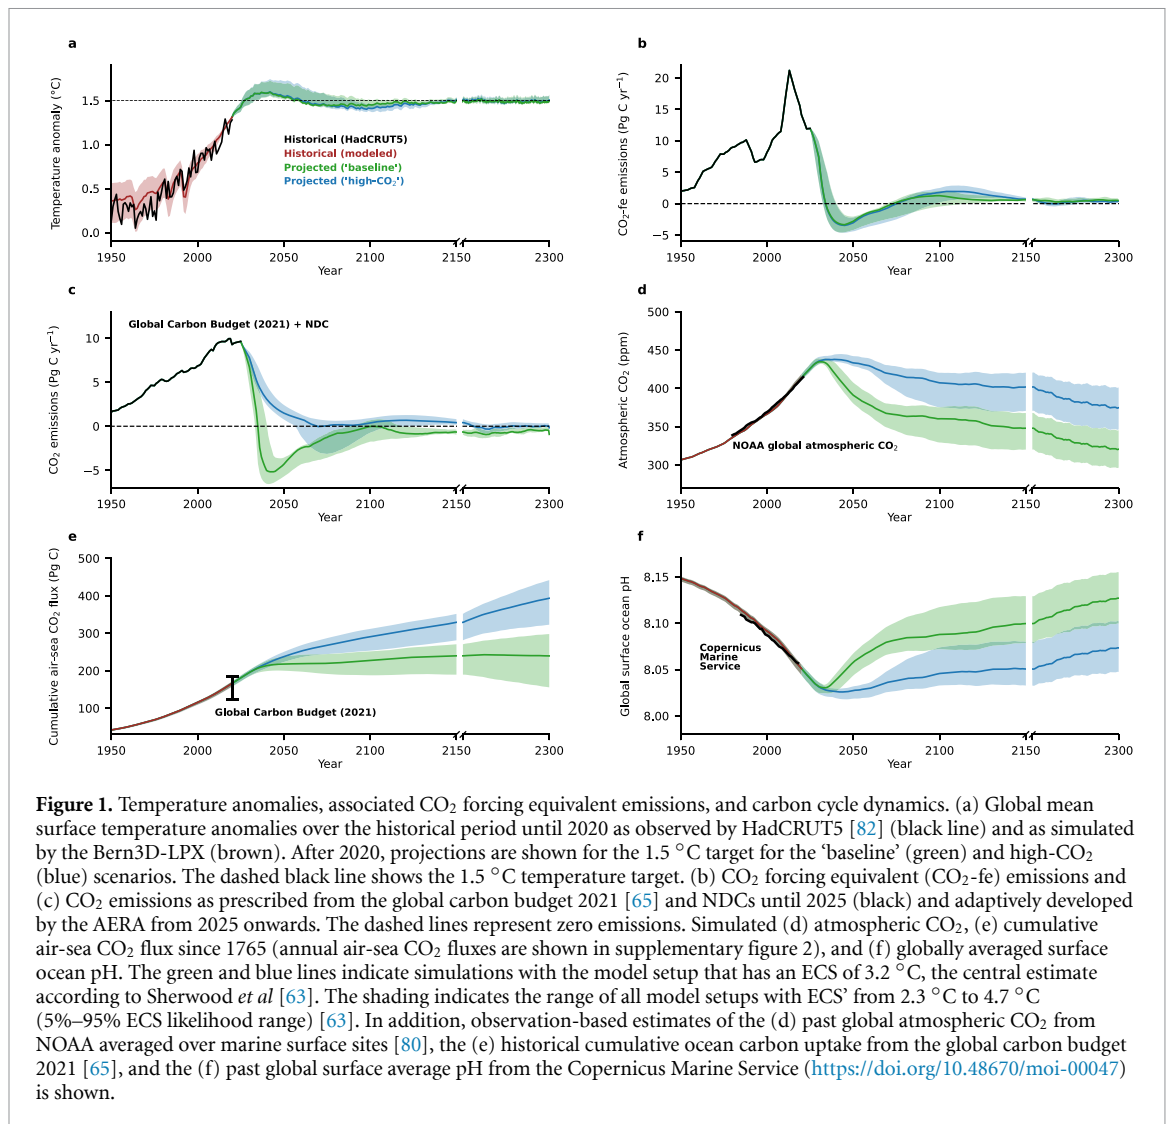 a
Temperature anomaly (°C)
1.5
1.0
0.5
0.0
Historical (HadCRUT5)
Historical (modeled)
Projected ('baseline')
Projected ('high-CO₂')
1950
2000
2050
2100
2150
2300
Year
b
CO₂-fe emissions (Pg C yr⁻¹)
20
15
10
5
0
−5
1950
2000
2050
2100
2150
2300
Year
c
CO₂ emissions (Pg C yr⁻¹)
Global Carbon Budget (2021) + NDC
10
5
0
−5
1950
2000
2050
2100
2150
2300
Year
d
Atmospheric CO₂ (ppm)
500
450
400
350
300
NOAA global atmospheric CO₂
1950
2000
2050
2100
2150
2300
Year
e
Cumulative air-sea CO₂ flux (Pg C)
500
400
300
200
100
Global Carbon Budget (2021)
1950
2000
2050
2100
2150
2300
Year
f
Global surface ocean pH
8.15
8.10
8.05
8.00
Copernicus
Marine
Service
1950
2000
2050
2100
2150
2300
Year
Figure 1. Temperature anomalies, associated CO₂ forcing equivalent emissions, and carbon cycle dynamics. (a) Global mean
surface temperature anomalies over the historical period until 2020 as observed by HadCRUT5 [82] (black line) and as simulated
by the Bern3D-LPX (brown). After 2020, projections are shown for the 1.5 °C target for the ‘baseline’ (green) and high-CO₂
(blue) scenarios. The dashed black line shows the 1.5 °C temperature target. (b) CO₂ forcing equivalent (CO₂-fe) emissions and
(c) CO₂ emissions as prescribed from the global carbon budget 2021 [65] and NDCs until 2025 (black) and adaptively developed
by the AERA from 2025 onwards. The dashed lines represent zero emissions. Simulated (d) atmospheric CO₂, (e) cumulative
air-sea CO₂ flux since 1765 (annual air-sea CO₂ fluxes are shown in supplementary figure 2), and (f) globally averaged surface
ocean pH. The green and blue lines indicate simulations with the model setup that has an ECS of 3.2 °C, the central estimate
according to Sherwood et al [63]. The shading indicates the range of all model setups with ECS’ from 2.3 °C to 4.7 °C
(5%–95% ECS likelihood range) [63]. In addition, observation-based estimates of the (d) past global atmospheric CO₂ from
NOAA averaged over marine surface sites [80], the (e) historical cumulative ocean carbon uptake from the global carbon budget
2021 [65], and the (f) past global surface average pH from the Copernicus Marine Service (https://doi.org/10.48670/moi-00047)
is shown.